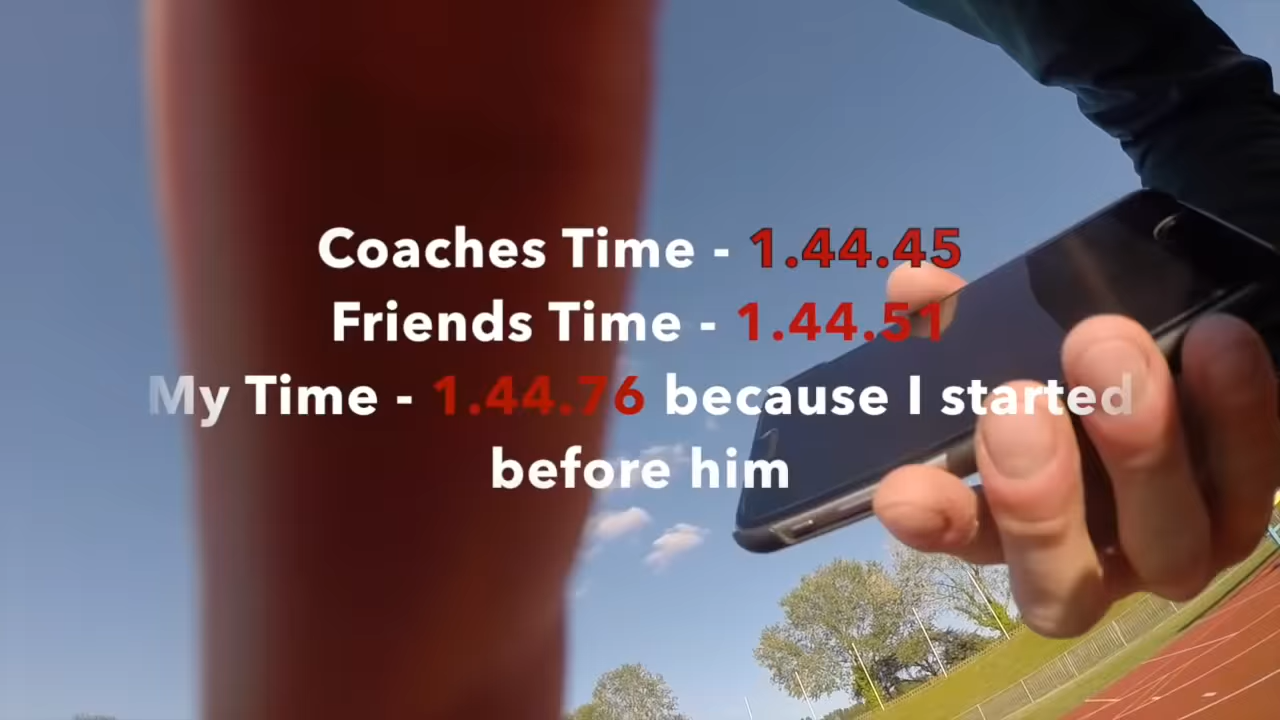 Coaches Time - 1.44.45
Friends Time - 1.44.51
My Time - 1.44.76 because I started
before him